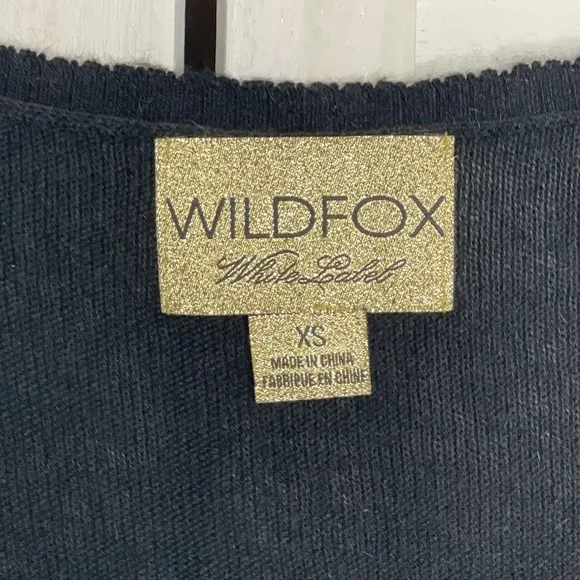 WILDFOX
White Label
XS
MADE IN CHINA
FABRIQUE EN CHINE